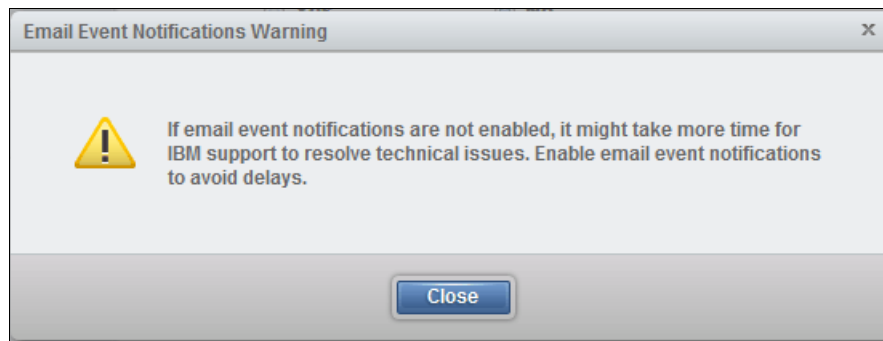 Email Event Notifications Warning
x
If email event notifications are not enabled, it might take more time for
IBM support to resolve technical issues. Enable email event notifications
to avoid delays.
Close